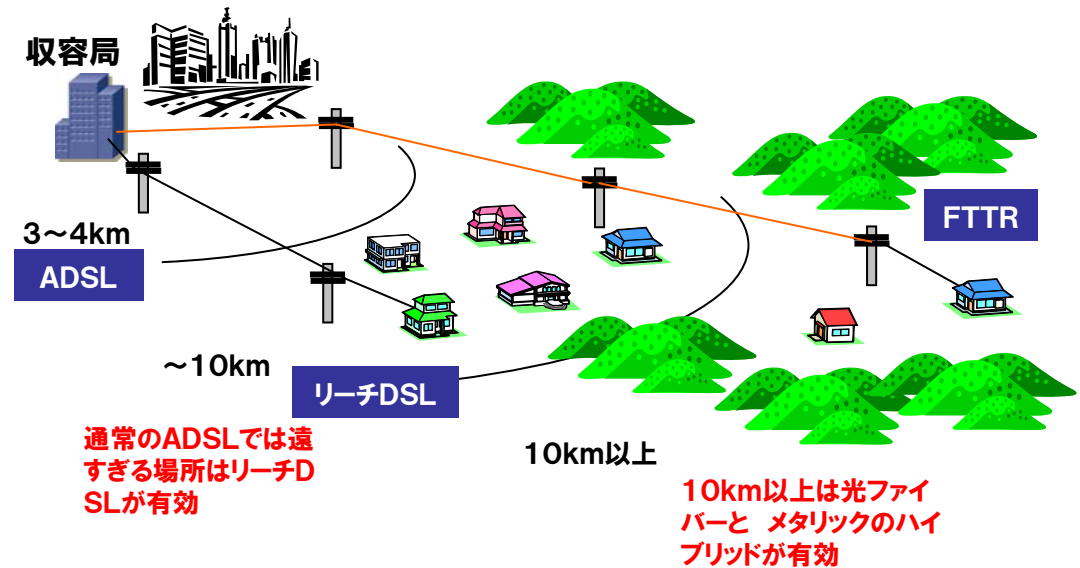 収容局
FTTR
3～4km
ADSL
～10km
リーチDSL
通常のADSLでは遠
すぎる場所はリーチD
SLが有効
10km以上
10km以上は光ファイ
バーと メタリックのハイ
ブリッドが有効